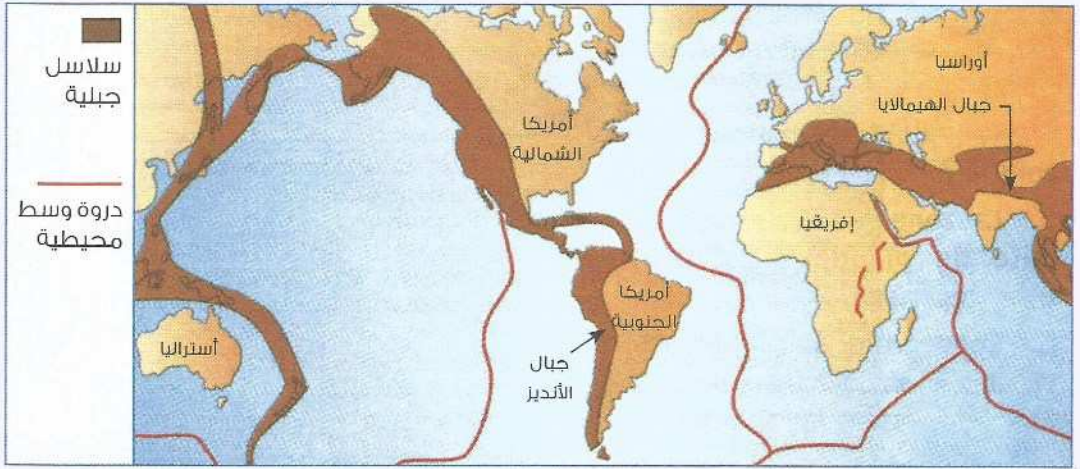 سلاسل
جبلية
دروة وسط
محيطية
أوراسيا
جبال الهيمالايا
أمريكا
الشمالية
إفريقيا
أمريكا
الجنوبية
أستراليا
جبال
الأنديز